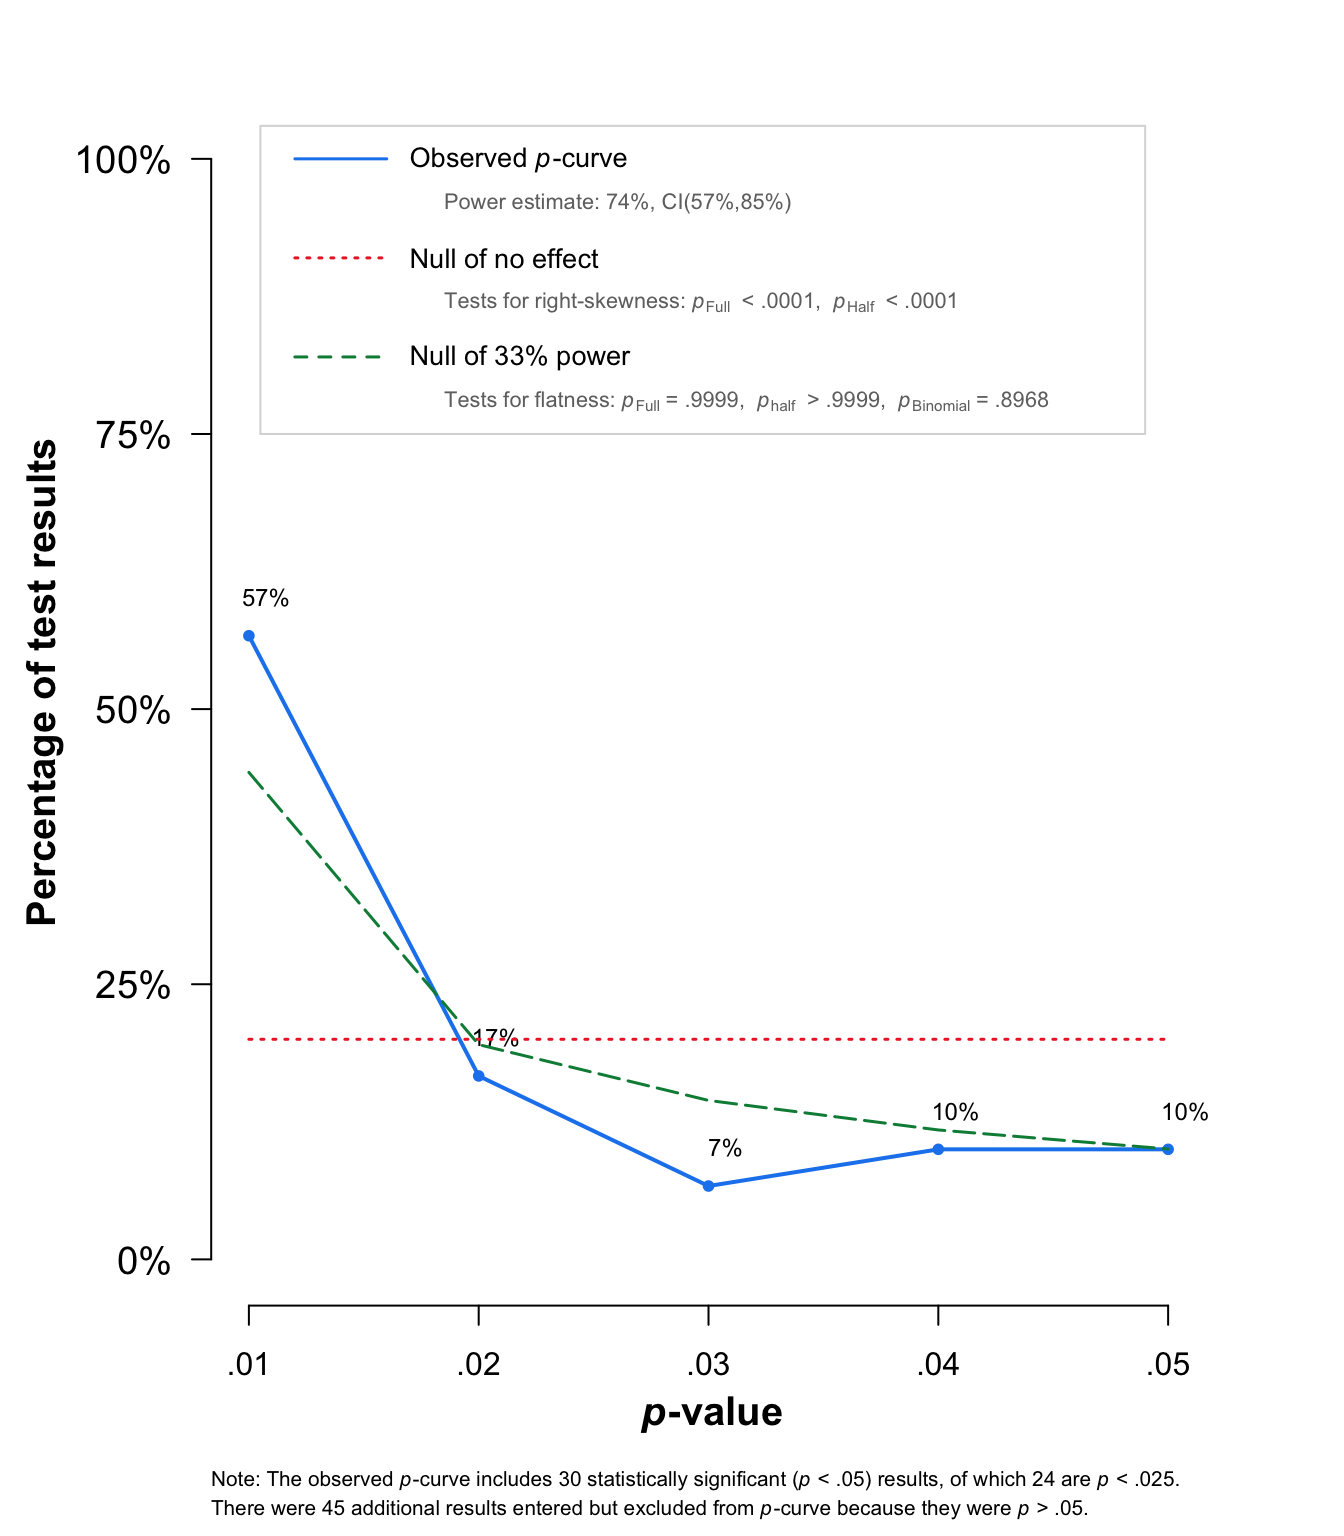 100%
75%
50%
25%
0%
Percentage of test results
Observed p-curve
Power estimate: 74%, CI(57%,85%)
Null of no effect
Tests for right-skewness: pFull < .0001, pHalf < .0001
Null of 33% power
Tests for flatness: pFull = .9999, phalf > .9999, pBinomial = .8968
57%
17%
7%
10%
10%
.01 .02 .03 .04 .05
p-value
Note: The observed p-curve includes 30 statistically significant (p < .05) results, of which 24 are p < .025.
There were 45 additional results entered but excluded from p-curve because they were p > .05.